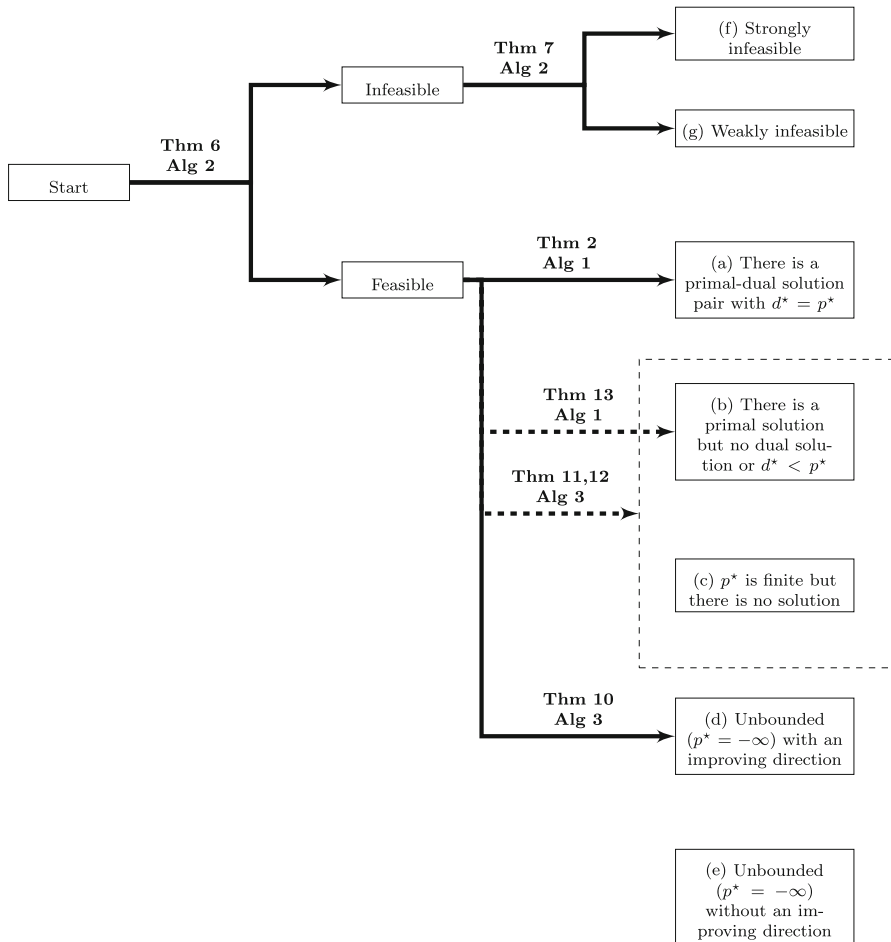 Thm 7
Alg 2
(f) Strongly
infeasible
Infeasible
(g) Weakly infeasible
Thm 6
Alg 2
Start
Thm 2
Alg 1
Feasible
(a) There is a
primal-dual solution
pair with d⋆ = p⋆
Thm 13
Alg 1
(b) There is a
primal solution
but no dual solu-
tion or d⋆ < p⋆
Thm 11,12
Alg 3
(c) p⋆ is finite but
there is no solution
Thm 10
Alg 3
(d) Unbounded
(p⋆ = −∞) with an
improving direction
(e) Unbounded
(p⋆ = −∞)
without an im-
proving direction